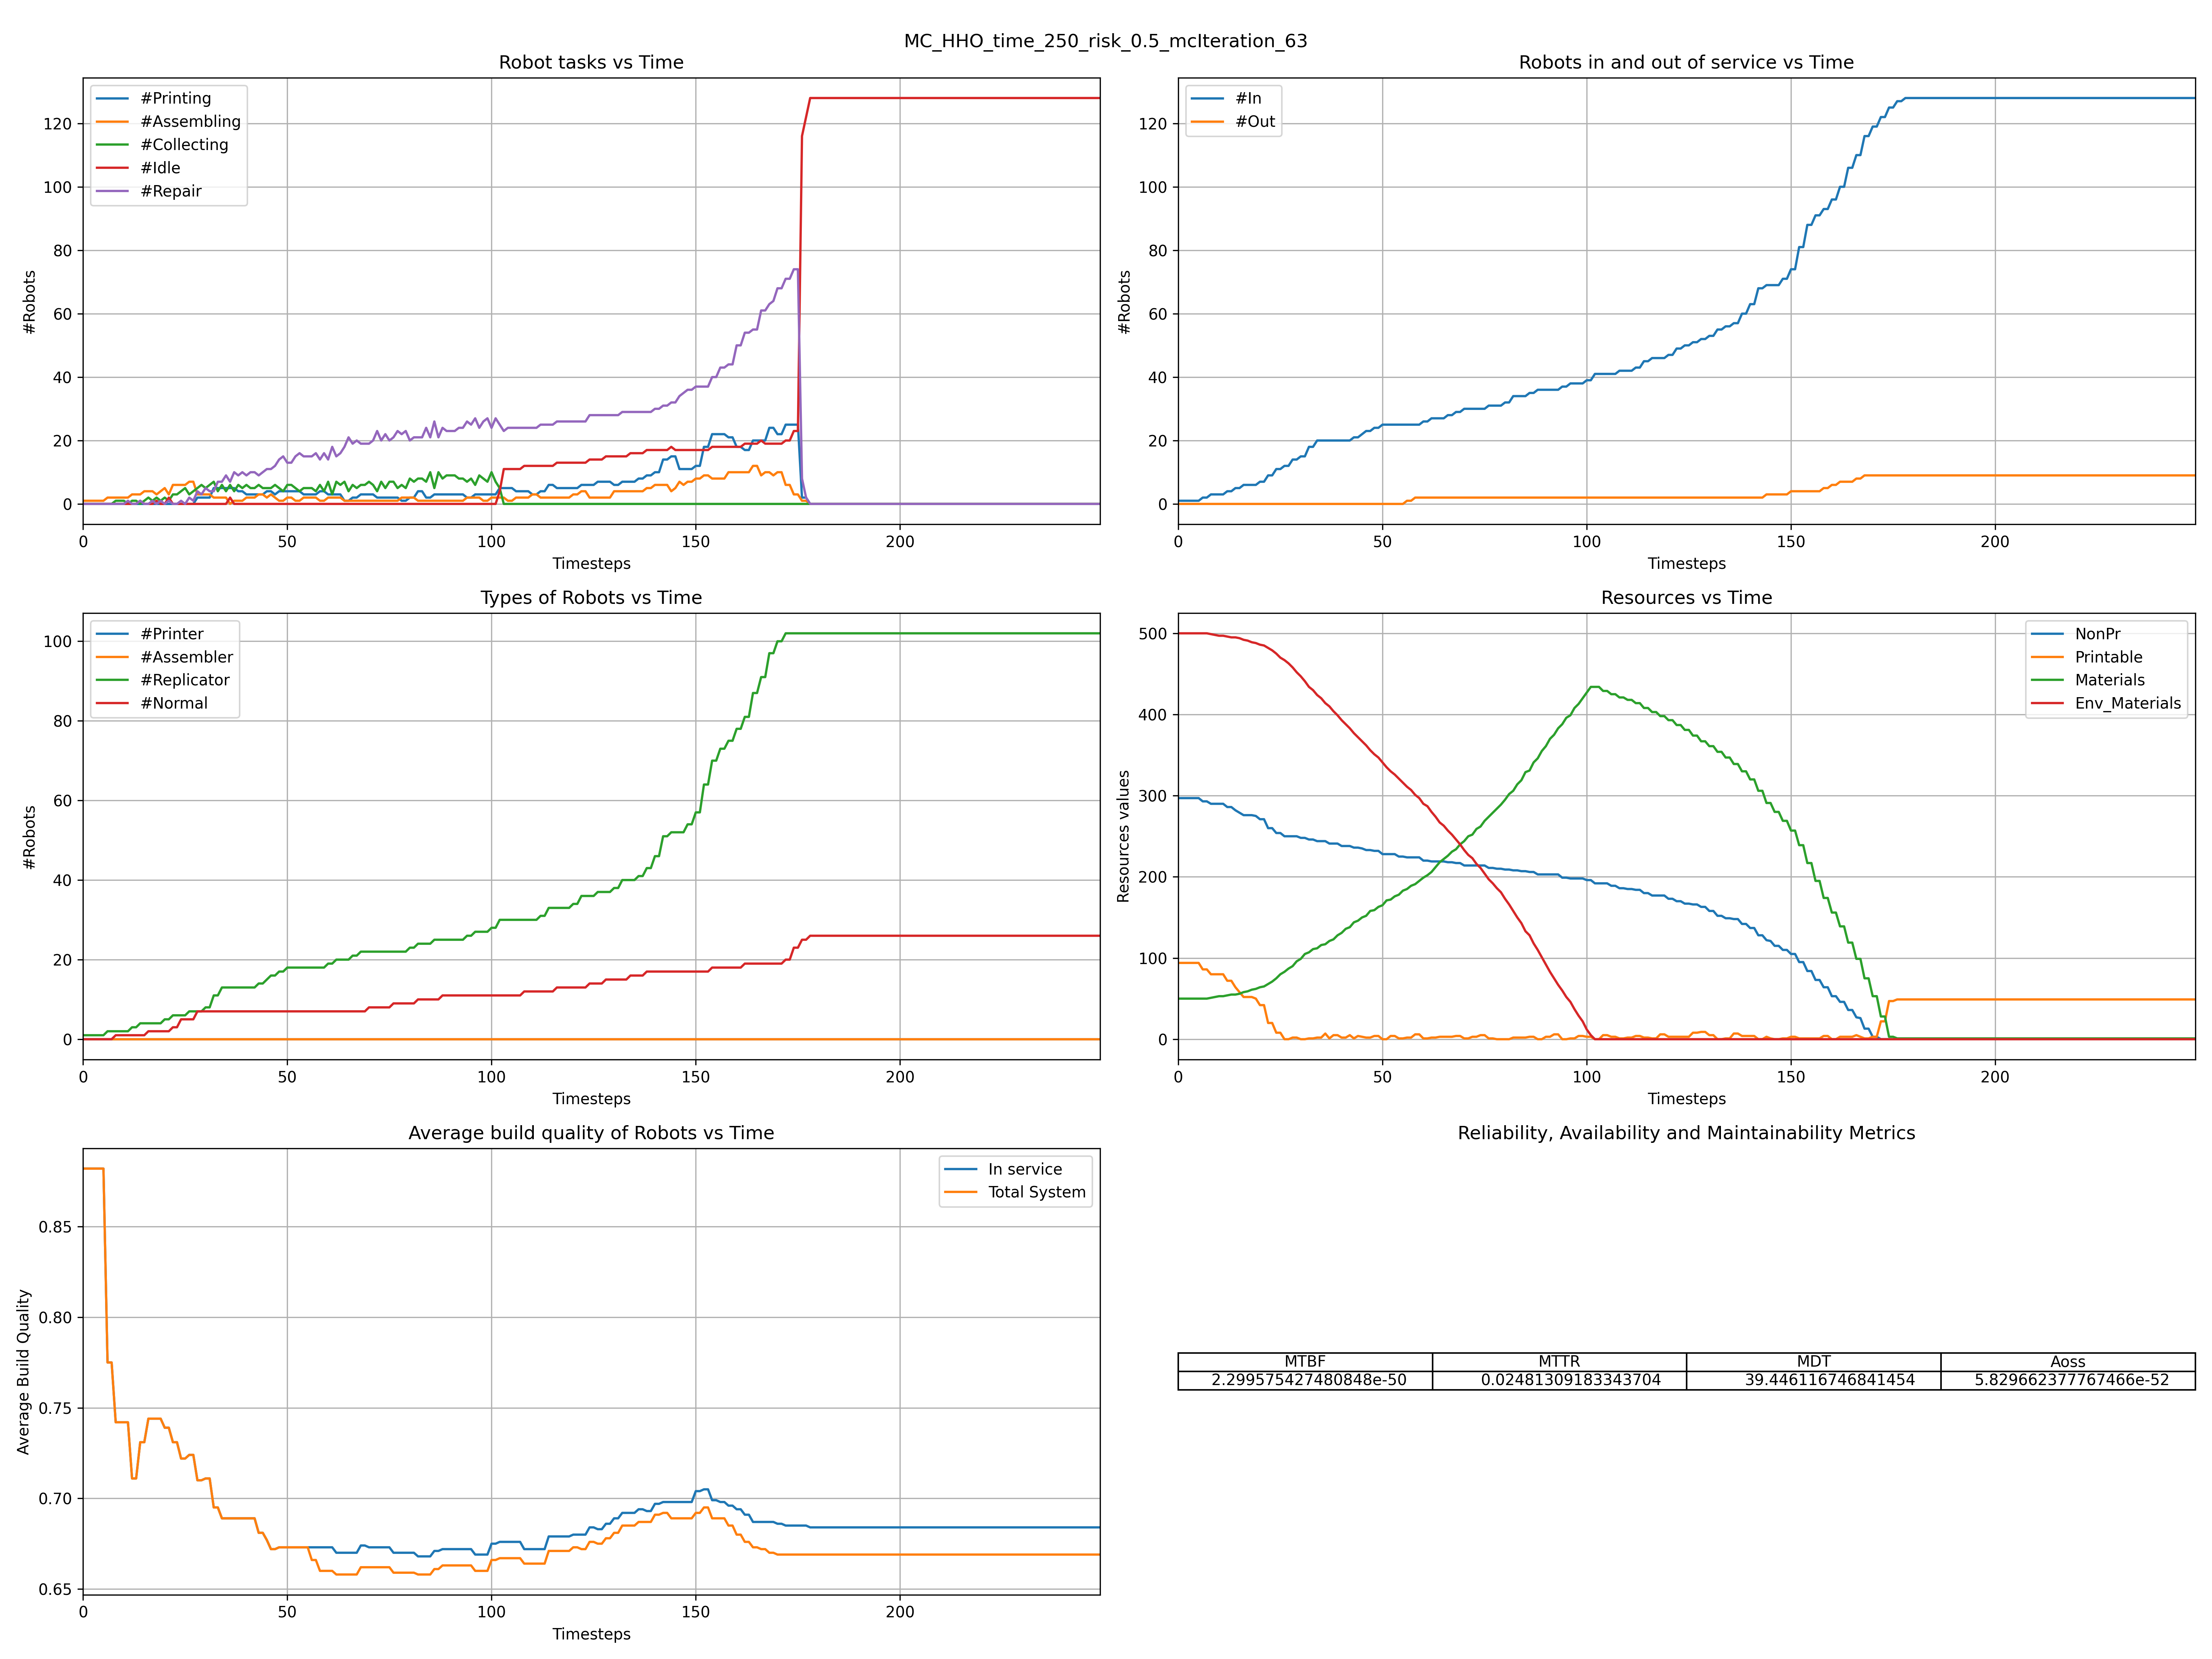 MC_HHO_time_250_risk_0.5_mcIteration_63
Robot tasks vs Time
#Printing
#Assembling
#Collecting
#Idle
#Repair
#Robots
0
20
40
60
80
100
120
0 50 100 150 200
Timesteps
Robots in and out of service vs Time
#In
#Out
#Robots
0
20
40
60
80
100
120
0 50 100 150 200
Timesteps
Types of Robots vs Time
#Printer
#Assembler
#Replicator
#Normal
#Robots
0
20
40
60
80
100
0 50 100 150 200
Timesteps
Resources vs Time
NonPr
Printable
Materials
Env_Materials
Resources values
0
100
200
300
400
500
0 50 100 150 200
Timesteps
Average build quality of Robots vs Time
In service
Total System
Average Build Quality
0.65
0.70
0.75
0.80
0.85
0 50 100 150 200
Timesteps
Reliability, Availability and Maintainability Metrics
MTBF MTTR MDT Aoss
2.299575427480848e-50 0.02481309183343704 39.446116746841454 5.829662377767466e-52